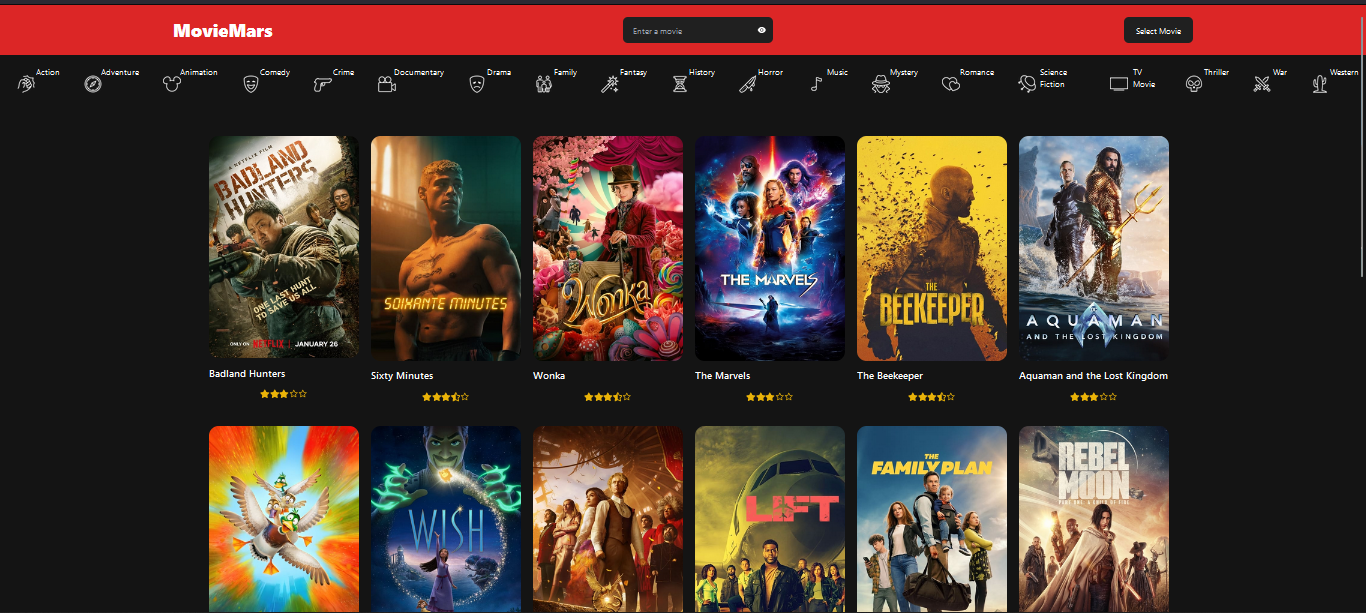 MovieMars
Enter a movie
Select Movie
Action
Adventure
Animation
Comedy
Crime
Documentary
Drama
Family
Fantasy
History
Horror
Music
Mystery
Romance
Science
Fiction
TV
Movie
Thriller
War
Western
A NETFLIX FILM
BADLAND
HUNTERS
ONE LAST HUNT
TO SAVE US ALL
ONLY ON NETFLIX | JANUARY 26
SOIXANTE MINUTES
Wonka
THE MARVELS
THE
BEEKEEPER
AQUAMAN
AND THE LOST KINGDOM
Badland Hunters
Sixty Minutes
Wonka
The Marvels
The Beekeeper
Aquaman and the Lost Kingdom
WISH
LIFT
THE
FAMILY PLAN
REBEL
MOON
PART ONE: A CHILD OF FIRE